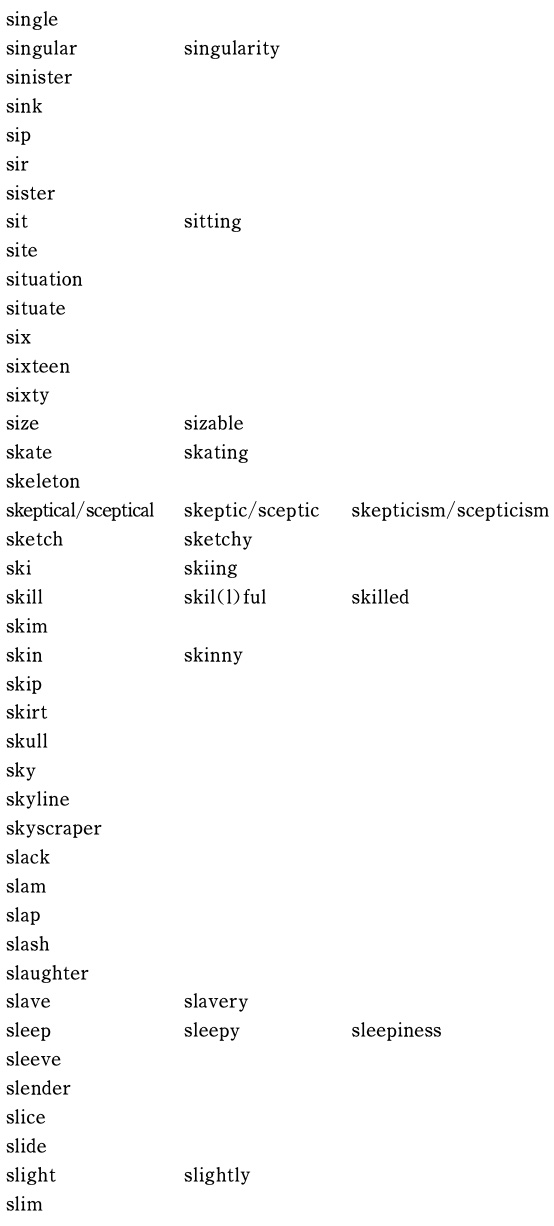 single
singular singularity
sinister
sink
sip
sir
sister
sit sitting
site
situation
situate
six
sixteen
sixty
size sizable
skate skating
skeleton
skeptical/sceptical skeptic/sceptic skepticism/scepticism
sketch sketchy
ski skiing
skill skil(l)ful skilled
skim
skin skinny
skip
skirt
skull
sky
skyline
skyscraper
slack
slam
slap
slash
slaughter
slave slavery
sleep sleepy sleepiness
sleeve
slender
slice
slide
slight slightly
slim